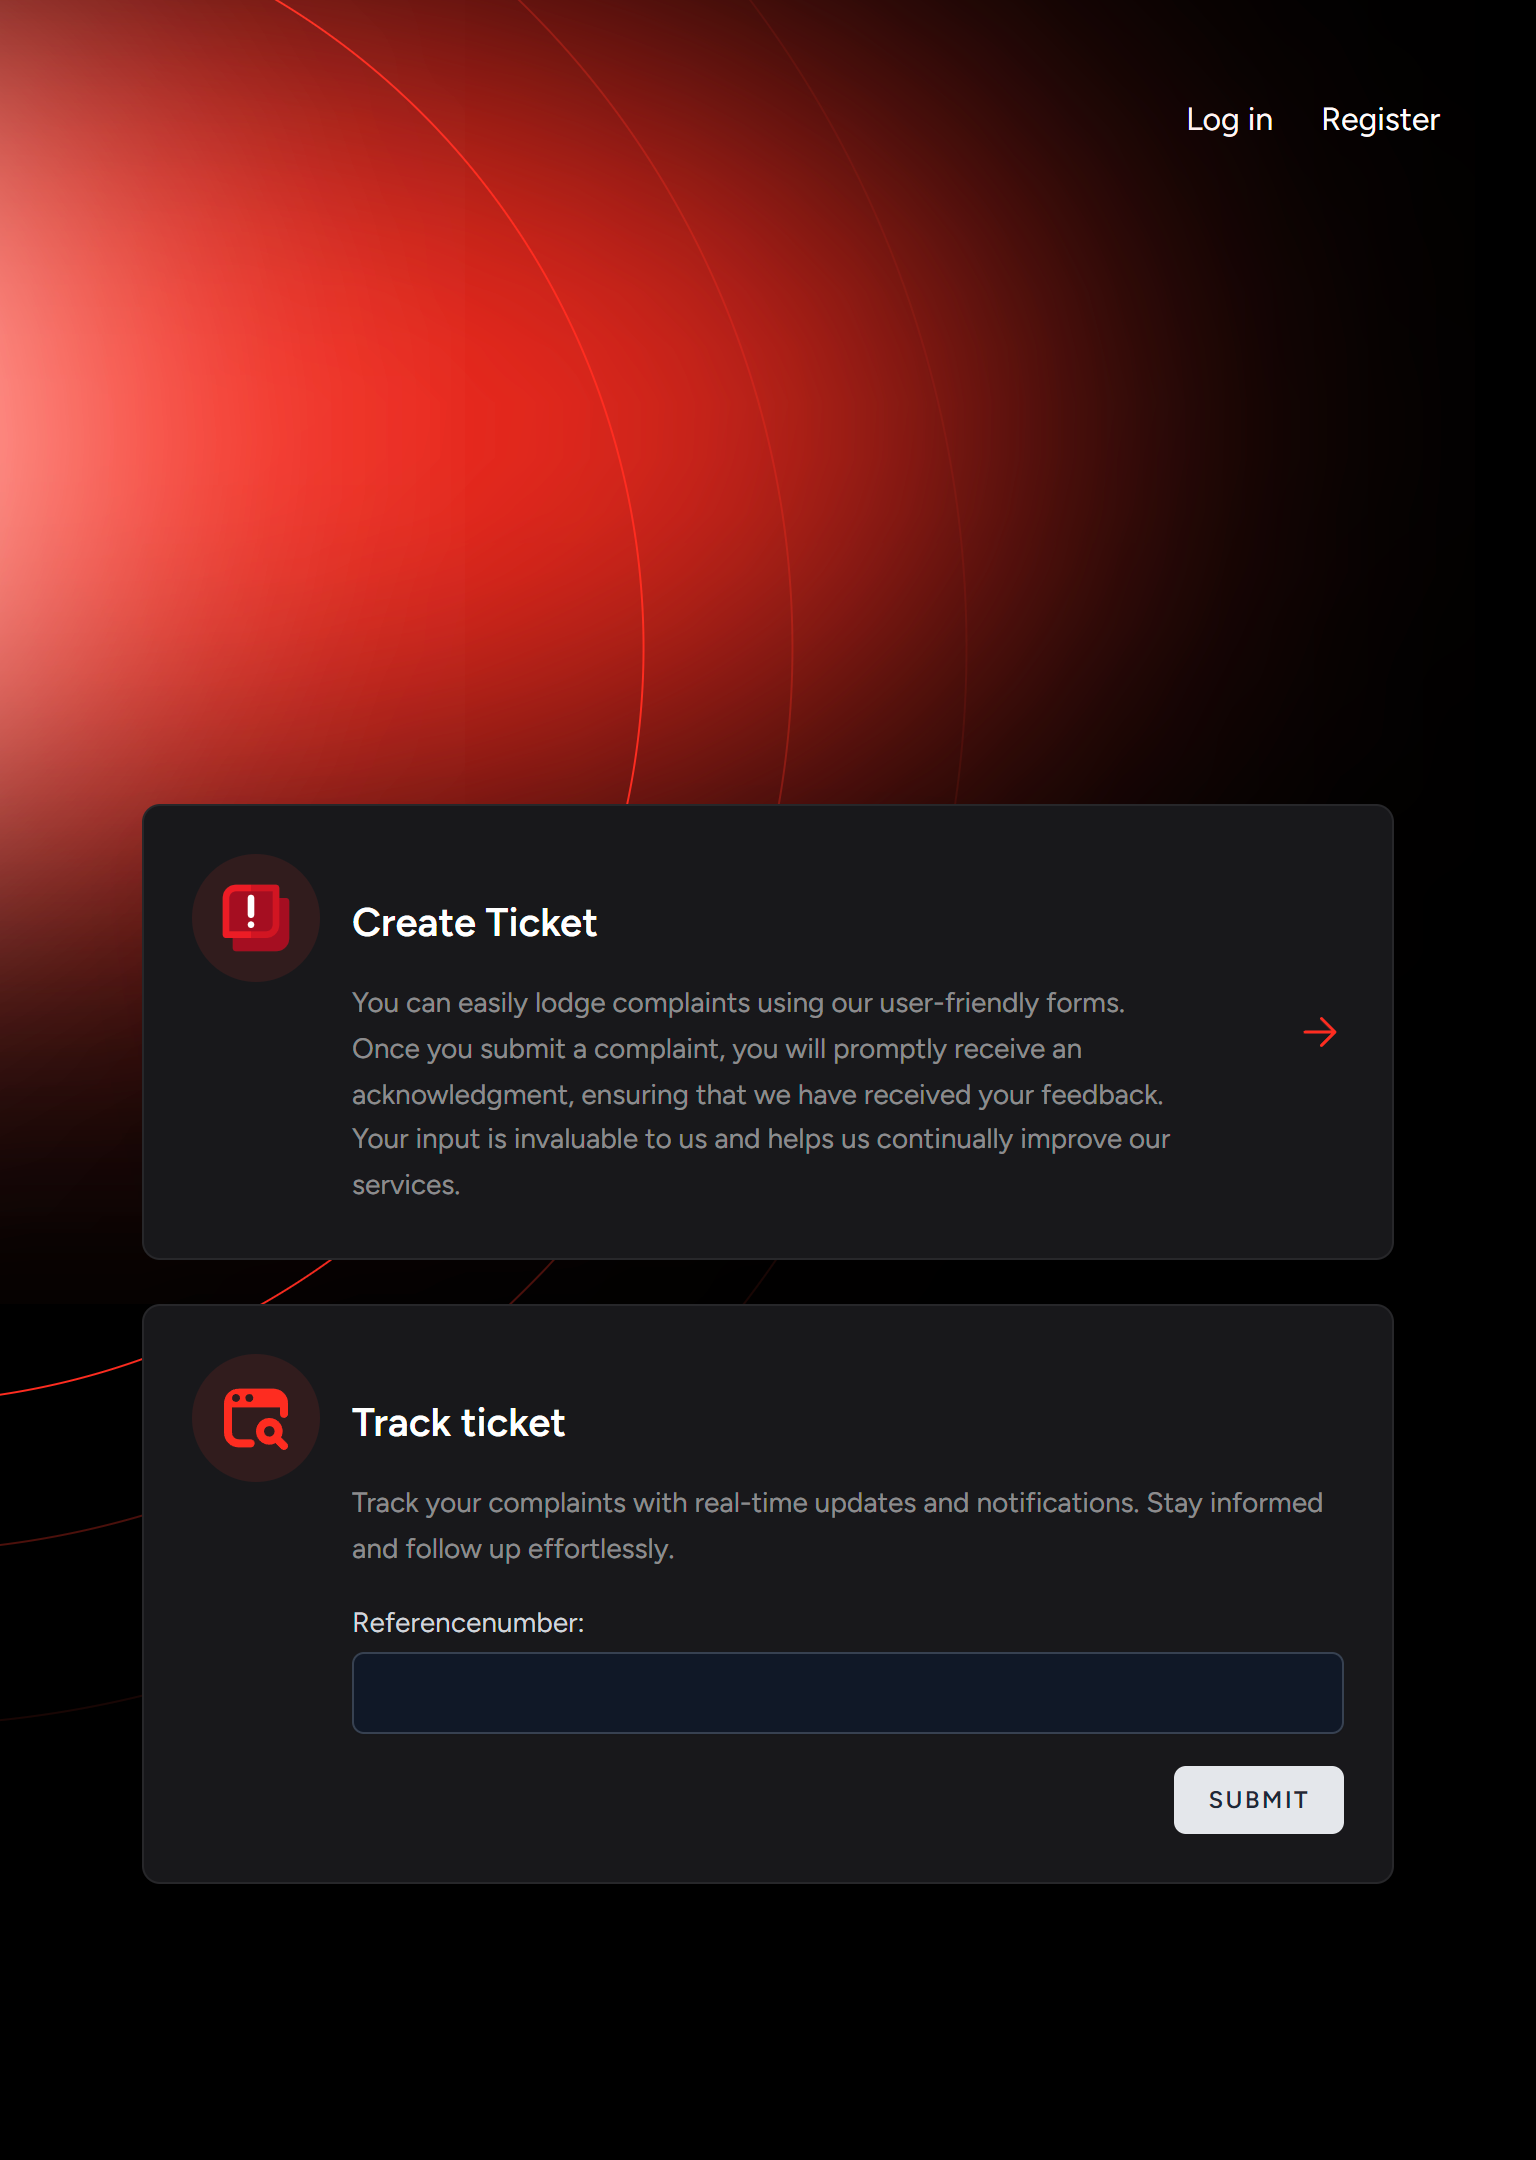 Log in Register
Create Ticket
You can easily lodge complaints using our user-friendly forms.
Once you submit a complaint, you will promptly receive an
acknowledgment, ensuring that we have received your feedback.
Your input is invaluable to us and helps us continually improve our
services.
Track ticket
Track your complaints with real-time updates and notifications. Stay informed
and follow up effortlessly.
Referencenumber:
SUBMIT